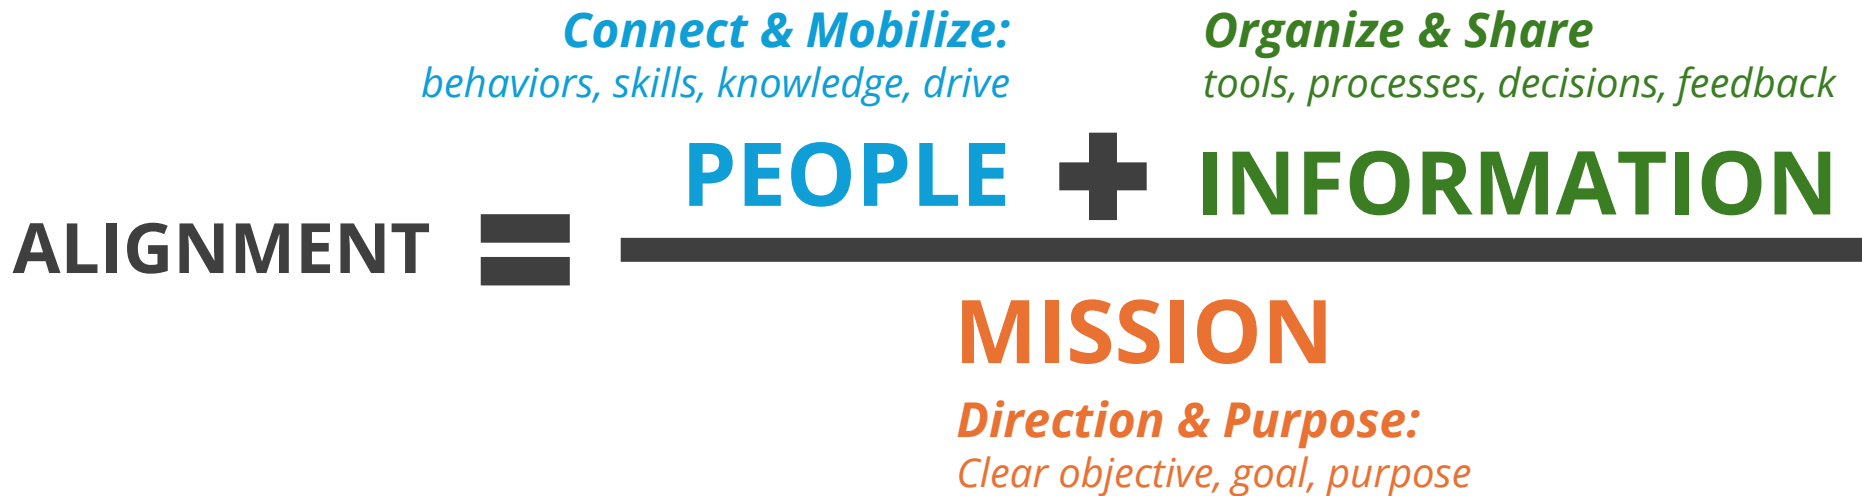 Connect & Mobilize:
behaviors, skills, knowledge, drive
Organize & Share
tools, processes, decisions, feedback
PEOPLE + INFORMATION
ALIGNMENT =
MISSION
Direction & Purpose:
Clear objective, goal, purpose